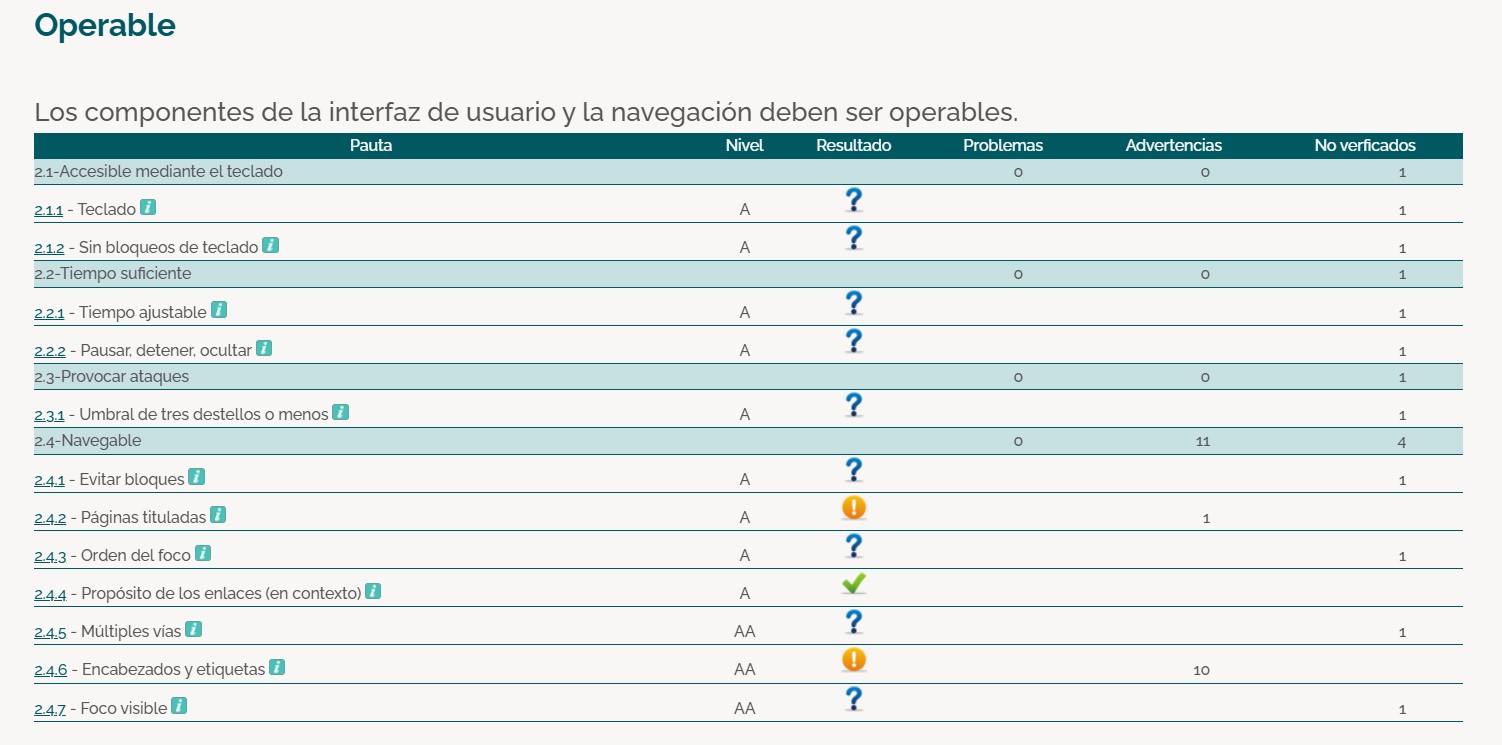 Operable
Los componentes de la interfaz de usuario y la navegación deben ser operables.
Pauta Nivel Resultado Problemas Advertencias No verficados
2.1-Accesible mediante el teclado 0 0 1
2.1.1 - Teclado i A ? 1
2.1.2 - Sin bloqueos de teclado i A ? 1
2.2-Tiempo suficiente 0 0 1
2.2.1 - Tiempo ajustable i A ? 1
2.2.2 - Pausar, detener, ocultar i A ? 1
2.3-Provocar ataques 0 0 1
2.3.1 - Umbral de tres destellos o menos i A ? 1
2.4-Navegable 0 11 4
2.4.1 - Evitar bloques i A ? 1
2.4.2 - Páginas tituladas i A ! 1
2.4.3 - Orden del foco i A ? 1
2.4.4 - Propósito de los enlaces (en contexto) i A
2.4.5 - Múltiples vías i AA ? 1
2.4.6 - Encabezados y etiquetas i AA ! 10
2.4.7 - Foco visible i AA ? 1